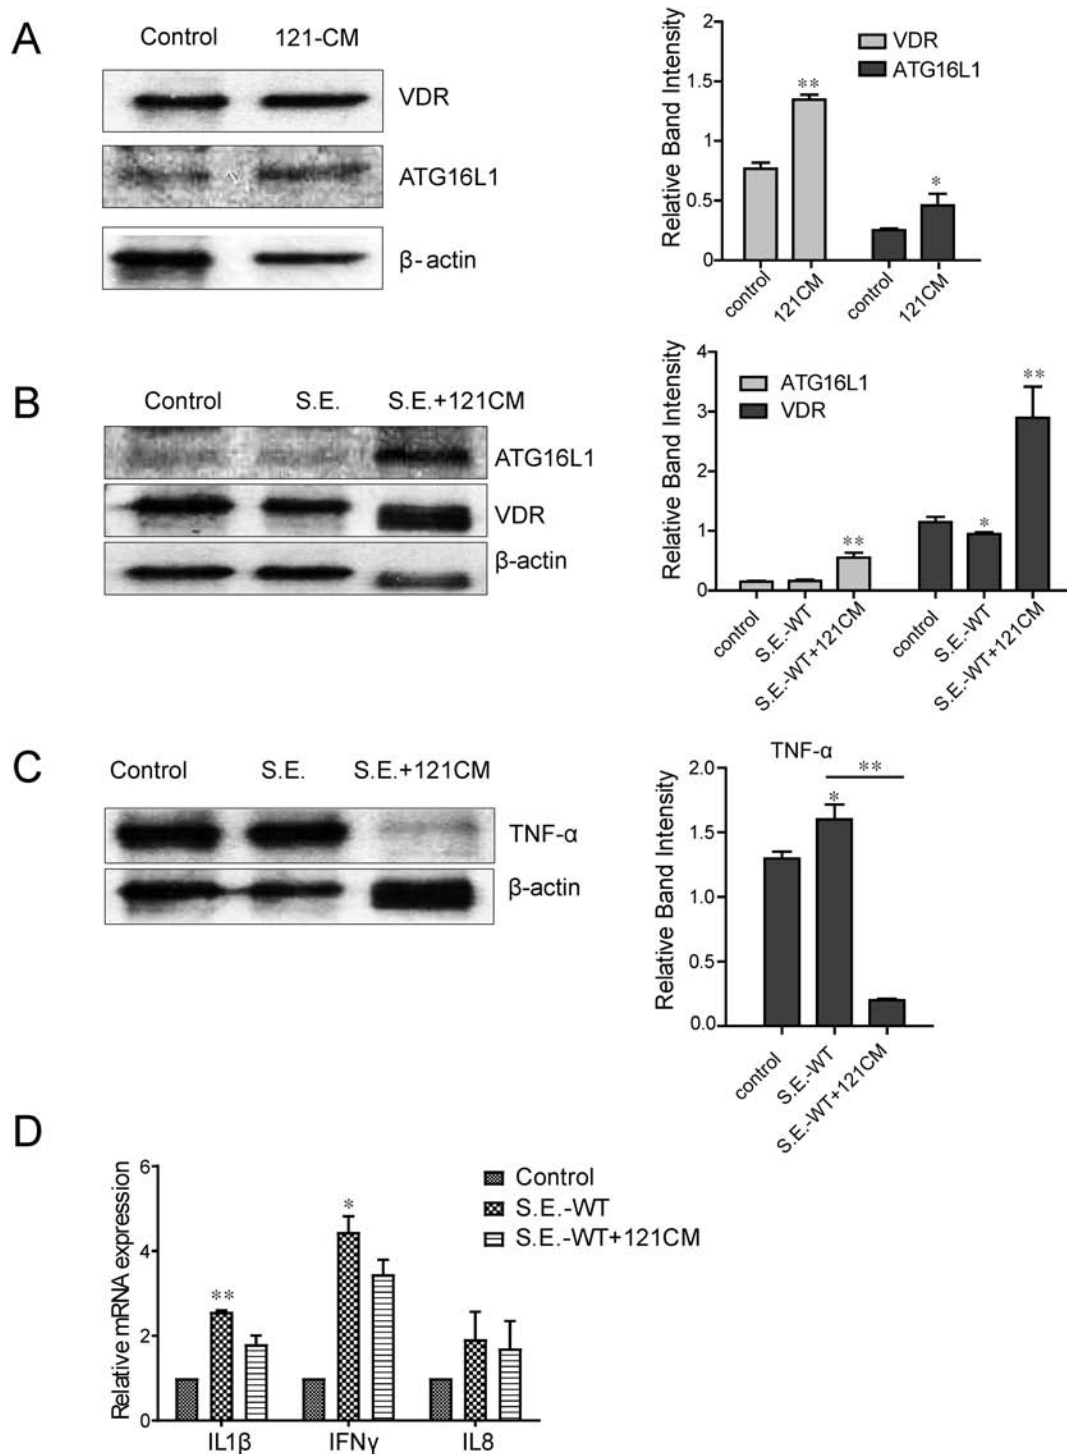 A
Control 121-CM
VDR
ATG16L1
β-actin
Relative Band Intensity
2
1.5
1
0.5
0
VDR
ATG16L1
** 
*
control 121CM control 121CM
B
Control S.E. S.E.+121CM
ATG16L1
VDR
β-actin
Relative Band Intensity
4
3
2
1
0
ATG16L1
VDR
**
*
**
control S.E.-WT S.E.-WT+121CM control S.E.-WT S.E.-WT+121CM
C
Control S.E. S.E.+121CM
TNF-α
β-actin
TNF-α
Relative Band Intensity
2.0
1.5
1.0
0.5
0.0
**
*
control S.E.-WT S.E.-WT+121CM
D
Relative mRNA expression
6
4
2
0
**
*
Control
S.E.-WT
S.E.-WT+121CM
IL1β IFNγ IL8